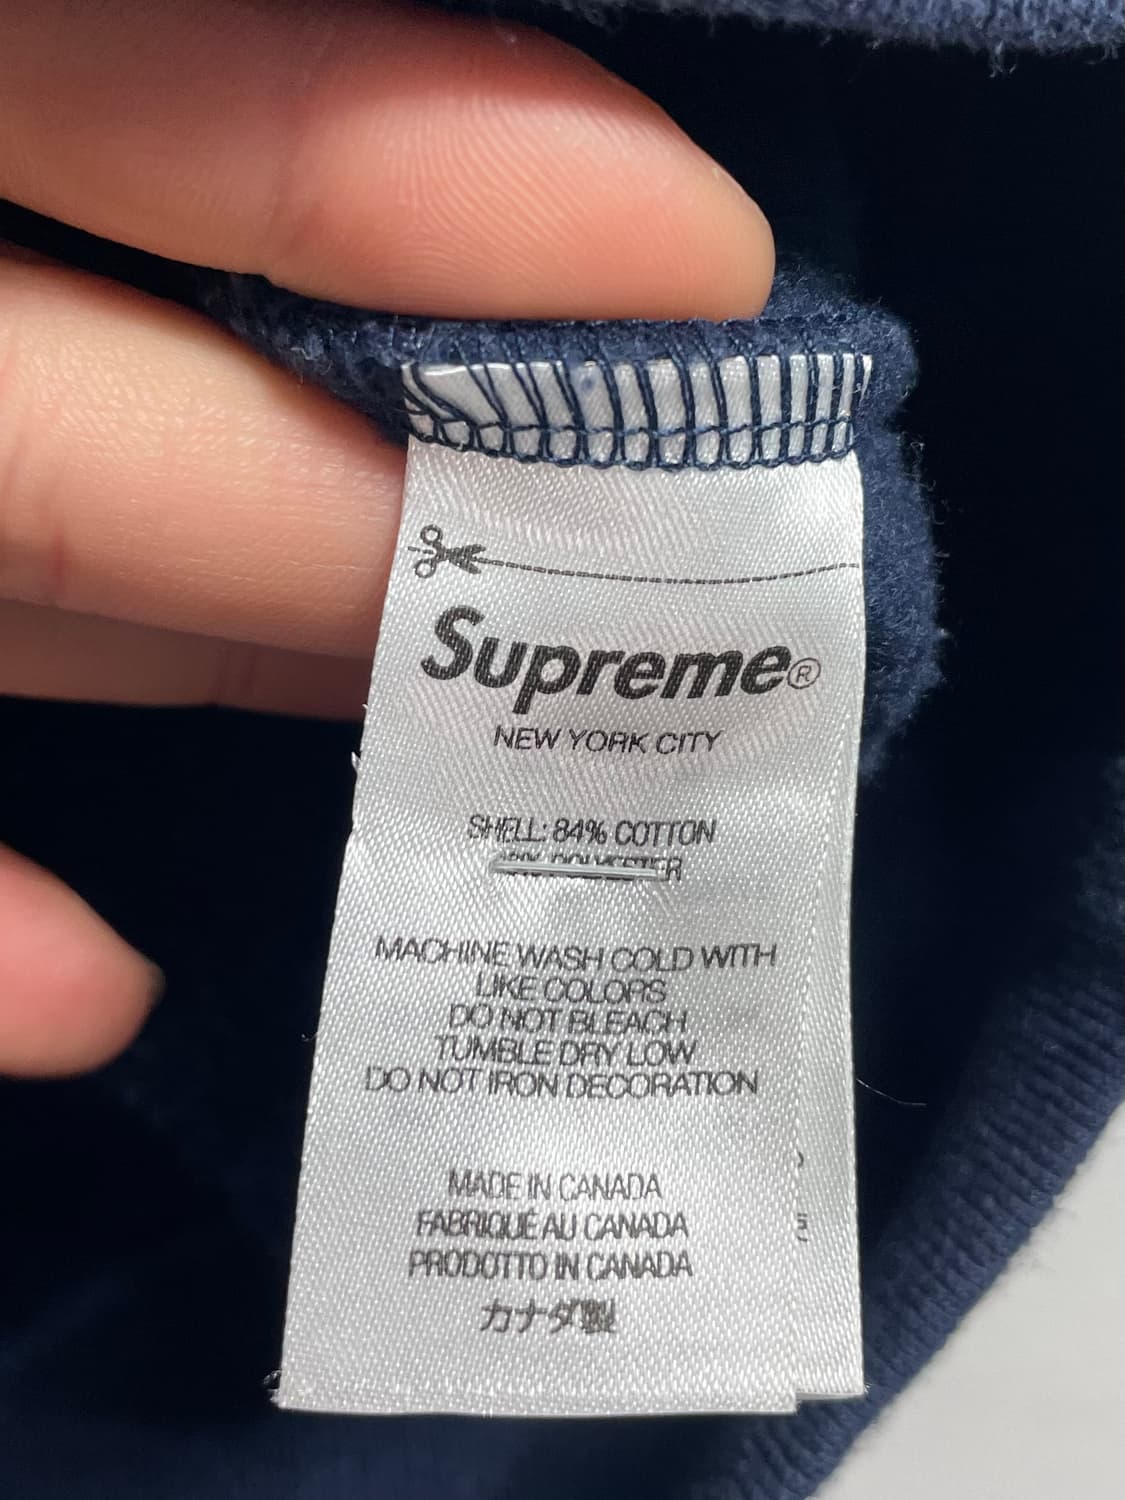 Supreme®
NEW YORK CITY
SHELL: 84% COTTON
POLYESTER
MACHINE WASH COLD WITH
LIKE COLORS
DO NOT BLEACH
TUMBLE DRY LOW
DO NOT IRON DECORATION
MADE IN CANADA
FABRIQUÉ AU CANADA
PRODOTTO IN CANADA
カナダ製